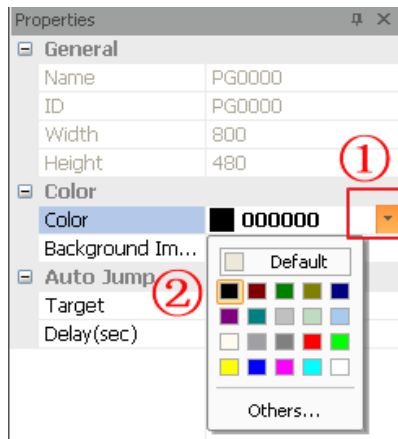 Properties
General
Name PG0000
ID PG0000
Width 800
Height 480
①
Color
Color 000000
Background Im...
Default
Auto Jump
②
Target
Delay(sec)
Others...